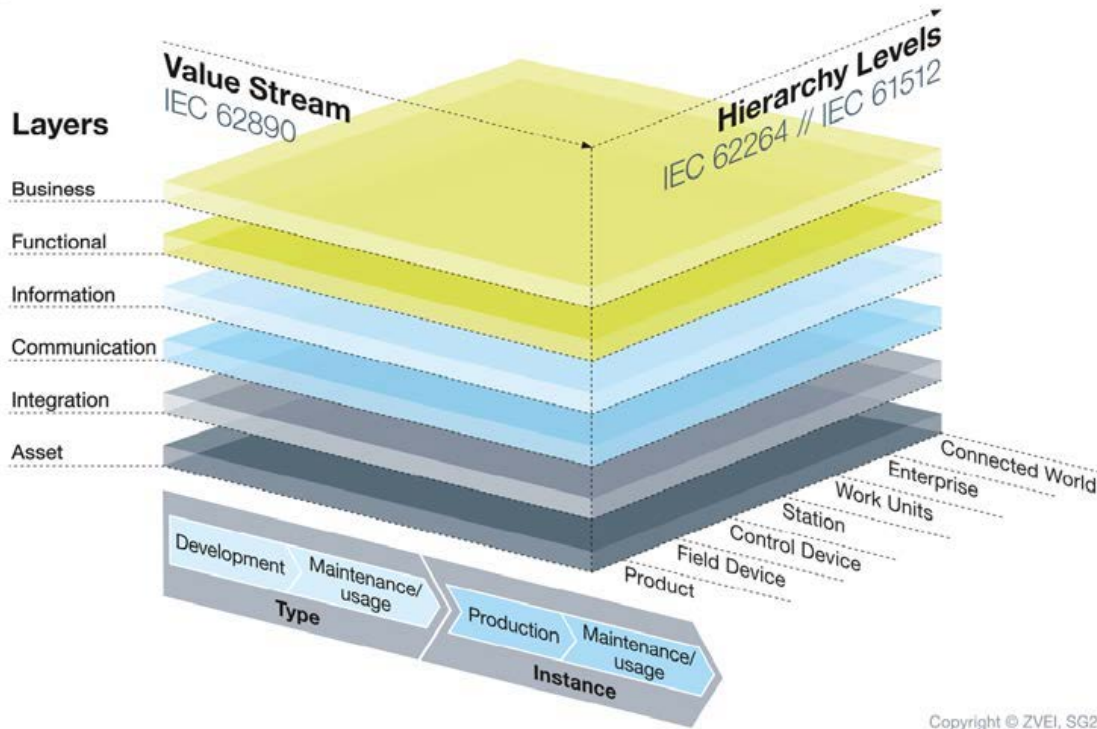 Value Stream
IEC 62890
Hierarchy Levels
IEC 62264 // IEC 61512
Layers
Business
Functional
Information
Communication
Integration
Asset
Connected World
Enterprise
Work Units
Station
Control Device
Field Device
Product
Development
Maintenance/
usage
Type
Production
Maintenance/
usage
Instance
Copyright © ZVEI, SG2